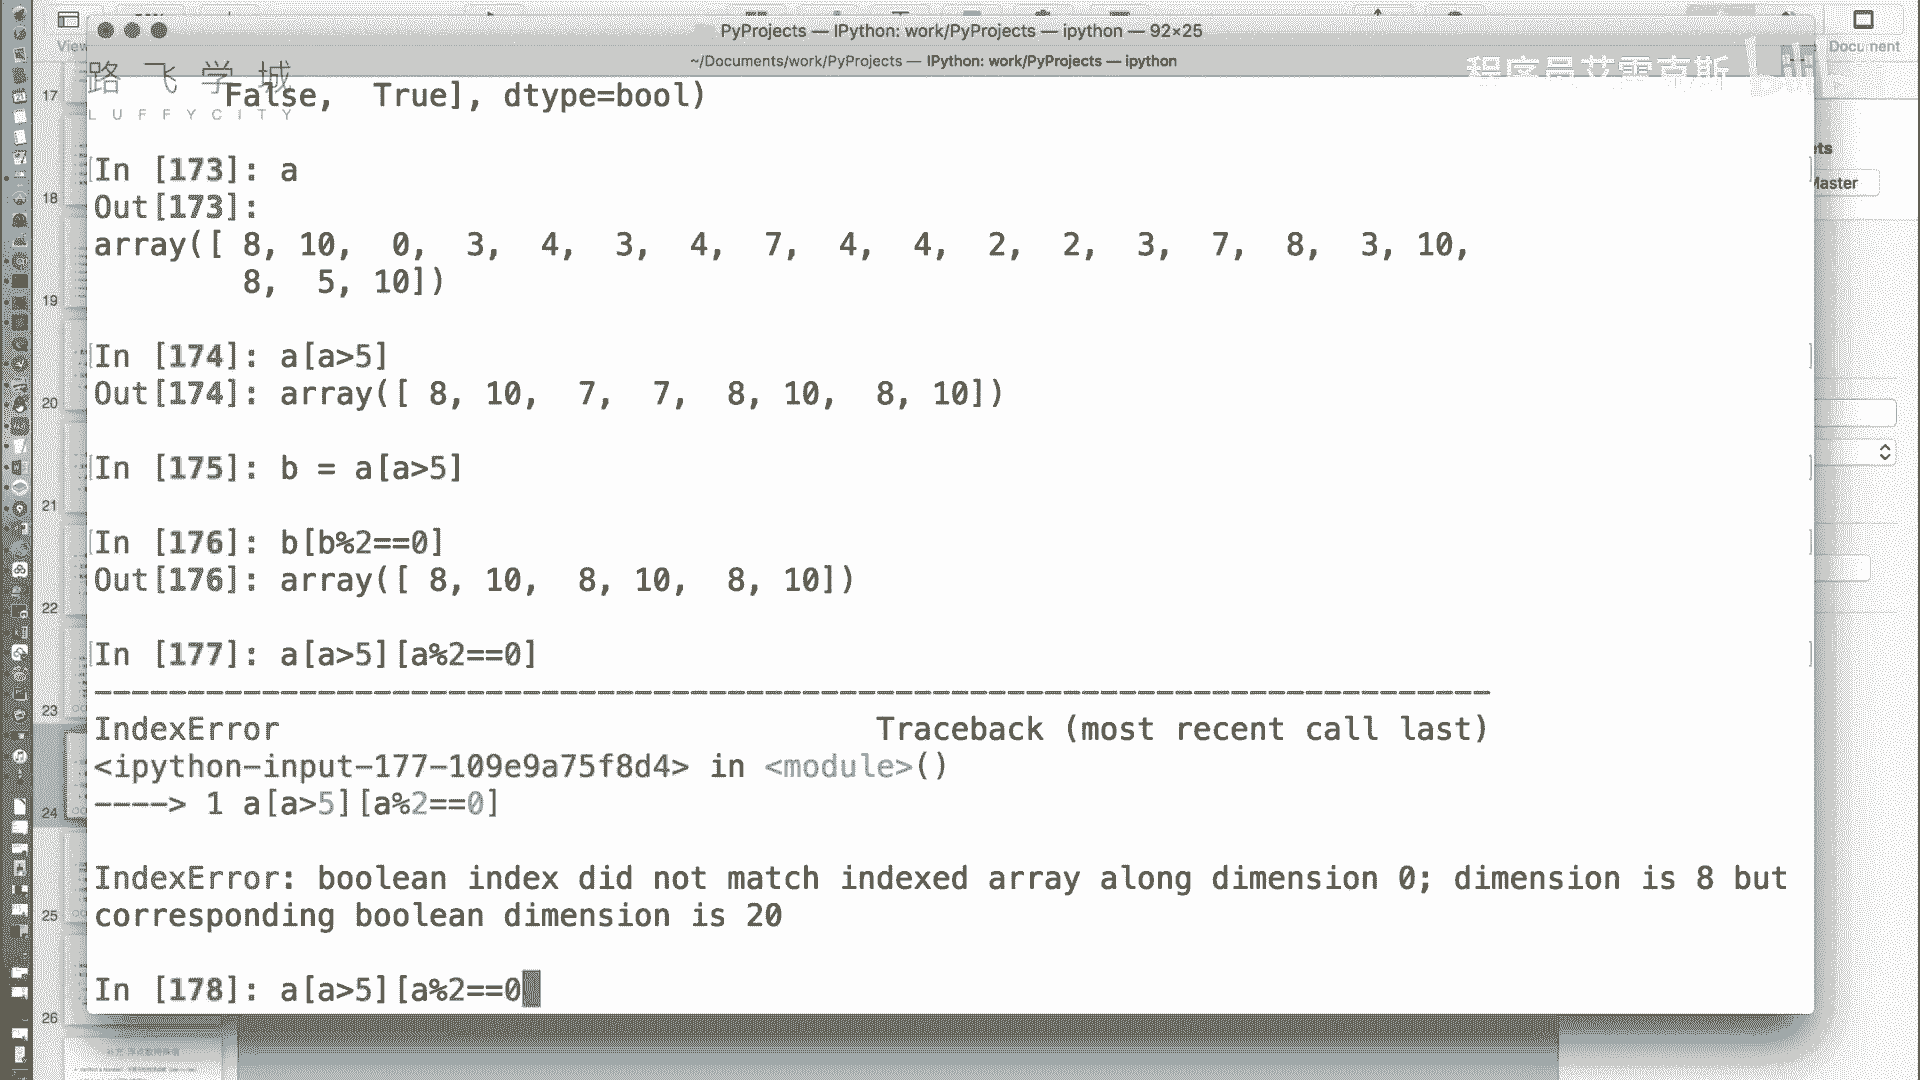 PyProjects — IPython: work/PyProjects — ipython — 92×25
View
Document
~/Documents/work/PyProjects — IPython: work/PyProjects — ipython
路飞学城
LUFFYCITY
程序员艾雷克斯
False,  True], dtype=bool)
17
In [173]: a
Master
Out[173]:
18
array([ 8, 10,  0,  3,  4,  3,  4,  7,  4,  4,  2,  2,  3,  7,  8,  3, 10,
8,  5, 10])
19
In [174]: a[a>5]
Out[174]: array([ 8, 10,  7,  7,  8, 10,  8, 10])
20
In [175]: b = a[a>5]
21
In [176]: b[b%2==0]
Out[176]: array([ 8, 10,  8, 10,  8, 10])
22
In [177]: a[a>5][a%2==0]
---------------------------------------------------------------------------
23
IndexError                                Traceback (most recent call last)
<ipython-input-177-109e9a75f8d4> in <module>()
----> 1 a[a>5][a%2==0]
24
IndexError: boolean index did not match indexed array along dimension 0; dimension is 8 but
25
corresponding boolean dimension is 20
In [178]: a[a>5][a%2==0
26